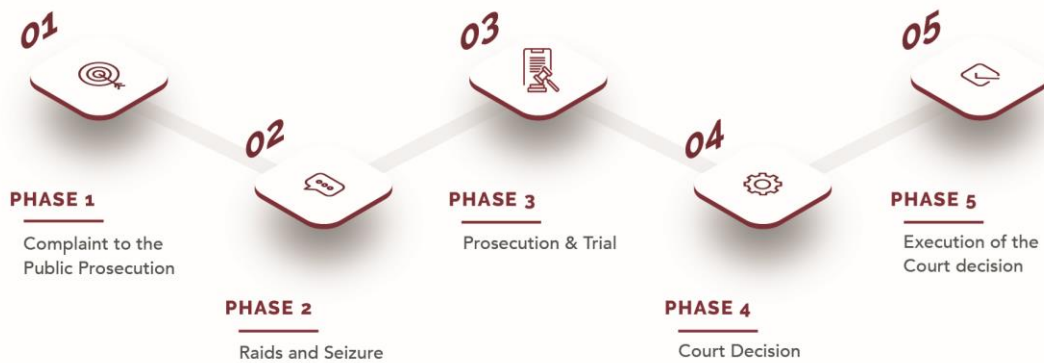 01
PHASE 1
Complaint to the
Public Prosecution
02
PHASE 2
Raids and Seizure
03
PHASE 3
Prosecution & Trial
04
PHASE 4
Court Decision
05
PHASE 5
Execution of the
Court decision